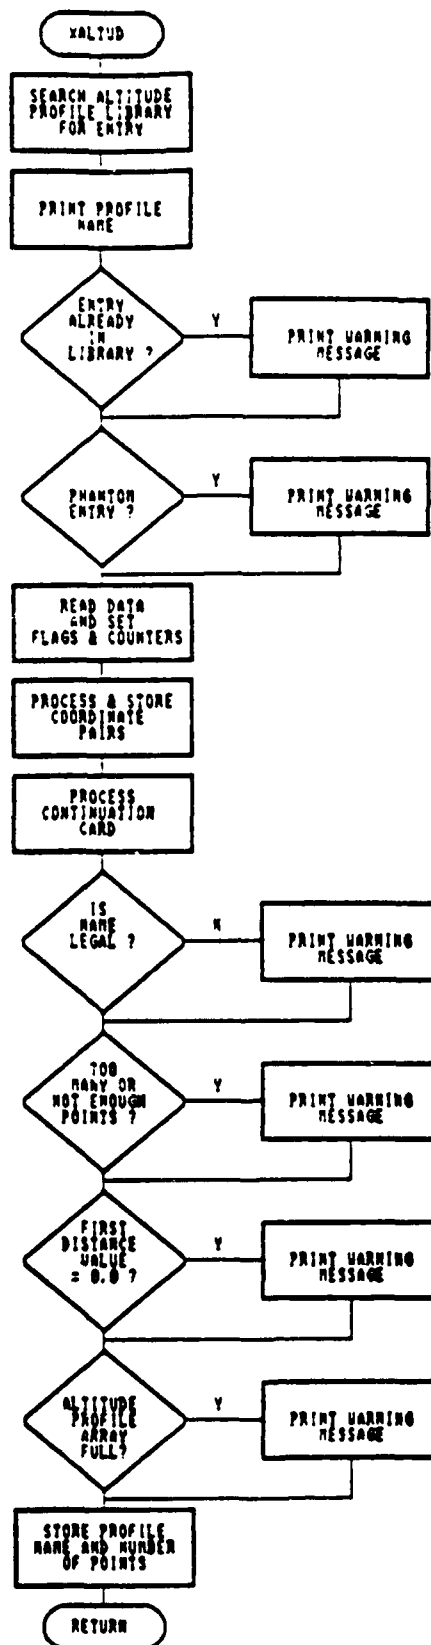 XALTUD
SEARCH ALTITUDE
PROFILE LIBRARY
FOR ENTRY
PRINT PROFILE
NAME
ENTRY
ALREADY
IN
LIBRARY ?
Y
PRINT WARNING
MESSAGE
PHANTOM
ENTRY ?
Y
PRINT WARNING
MESSAGE
READ DATA
AND SET
FLAGS & COUNTERS
PROCESS & STORE
COORDINATE
PAIRS
PROCESS
CONTINUATION
CARD
IS
NAME
LEGAL ?
N
PRINT WARNING
MESSAGE
TOO
MANY OR
NOT ENOUGH
POINTS ?
Y
PRINT WARNING
MESSAGE
FIRST
DISTANCE
VALUE
= 0.0 ?
Y
PRINT WARNING
MESSAGE
ALTITUDE
PROFILE
ARRAY
FULL?
Y
PRINT WARNING
MESSAGE
STORE PROFILE
NAME AND NUMBER
OF POINTS
RETURN